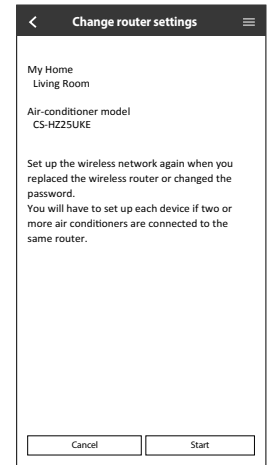 Change router settings
My Home
Living Room
Air-conditioner model
CS-HZ25UKE
Set up the wireless network again when you
replaced the wireless router or changed the
password.
You will have to set up each device if two or
more air conditioners are connected to the
same router.
Cancel
Start